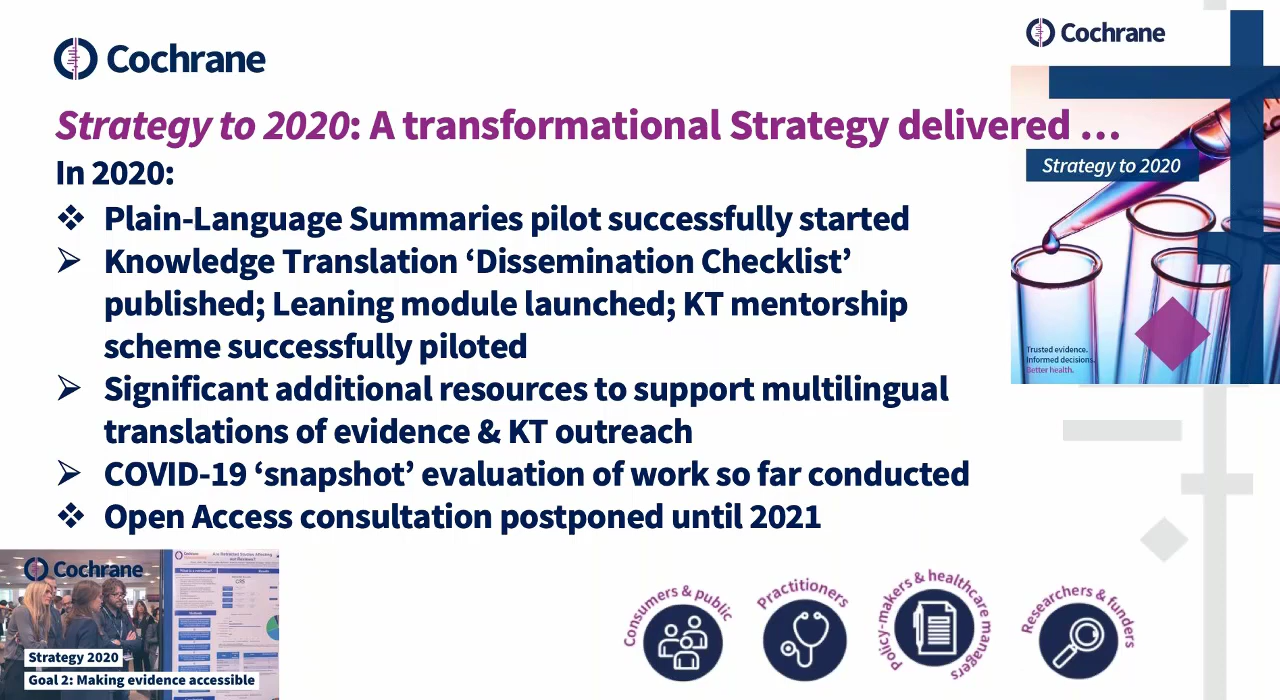 Cochrane
Cochrane
Strategy to 2020: A transformational Strategy delivered ...
Strategy to 2020
In 2020:
❖ Plain-Language Summaries pilot successfully started
➢ Knowledge Translation ‘Dissemination Checklist’
published; Leaning module launched; KT mentorship
scheme successfully piloted
➢ Significant additional resources to support multilingual
translations of evidence & KT outreach
➢ COVID-19 ‘snapshot’ evaluation of work so far conducted
❖ Open Access consultation postponed until 2021
Trusted evidence.
Informed decisions.
Better health.
Cochrane
Strategy 2020
Goal 2: Making evidence accessible
Consumers & public
Practitioners
Policy-makers & healthcare managers
Researchers & funders